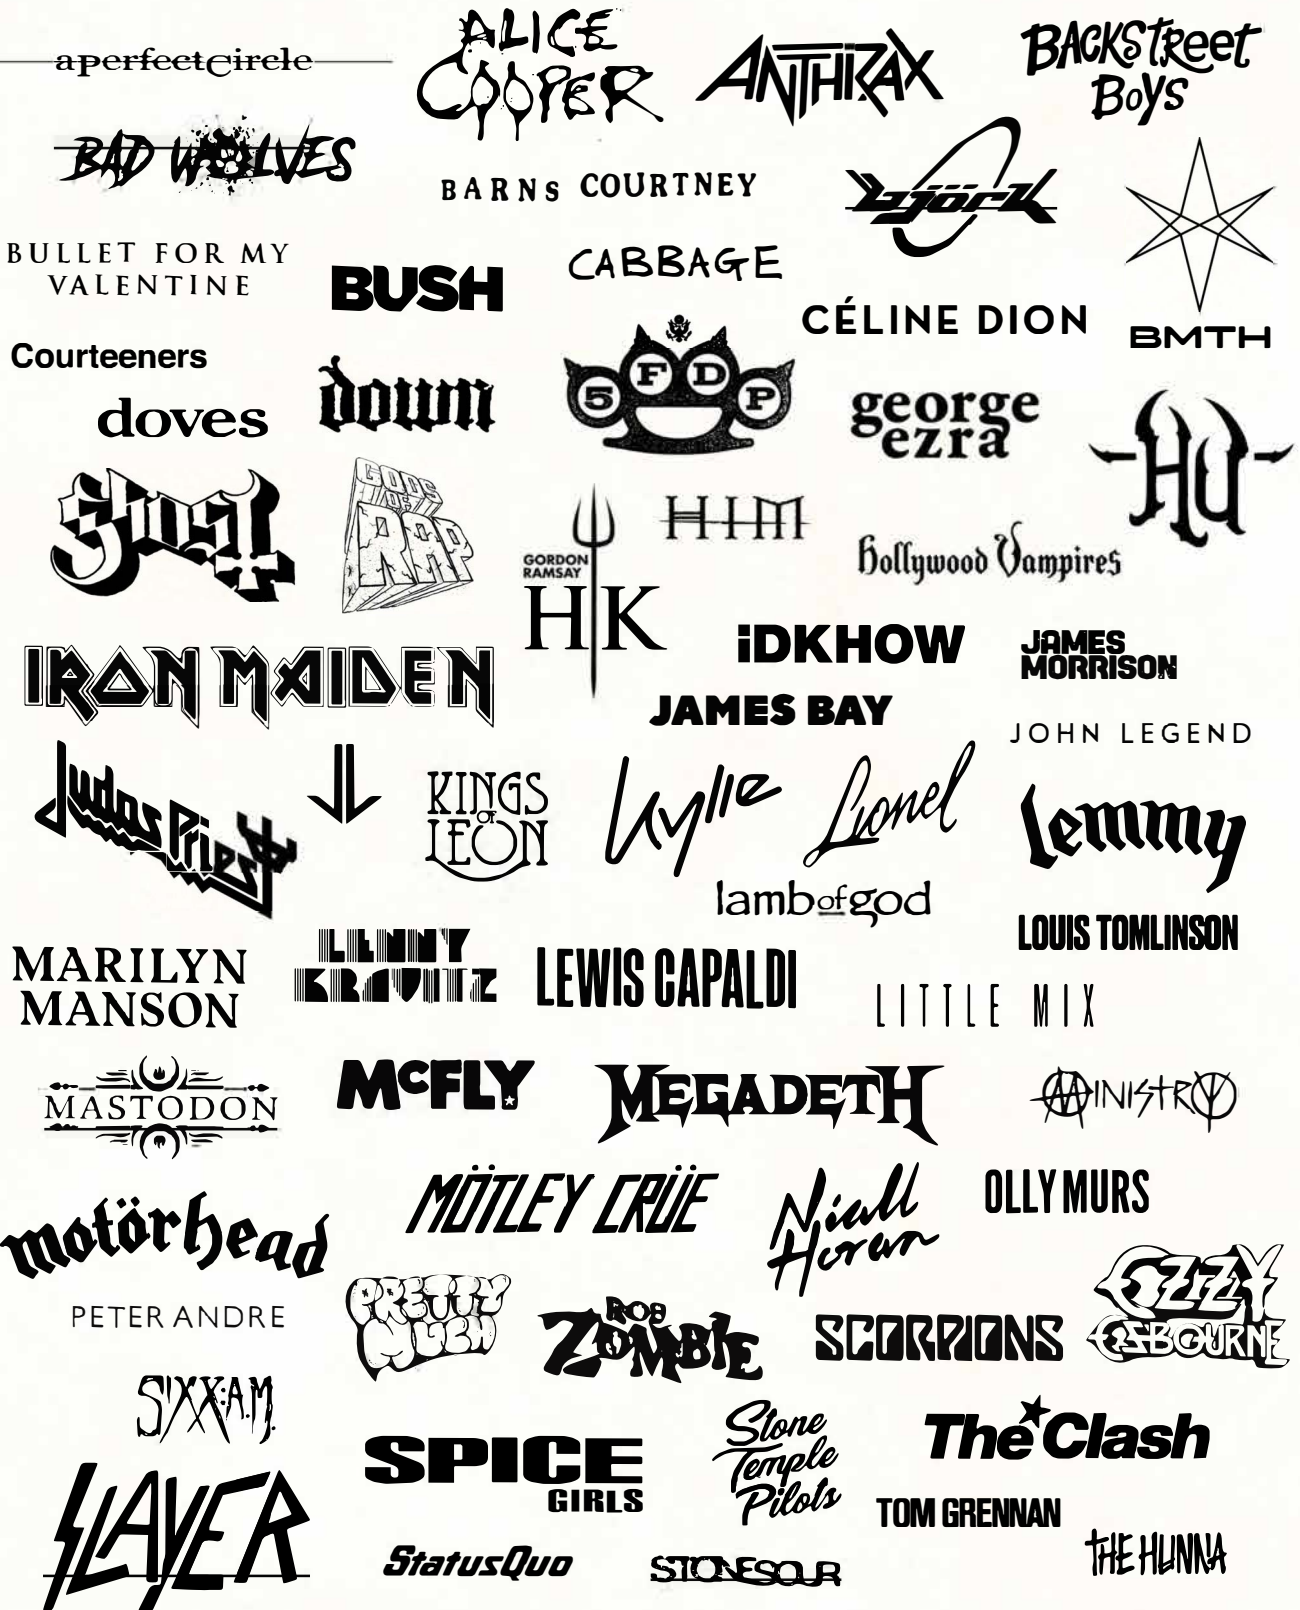 aperfectcircle
ALICE
COOPER
ANTHRAX
BACKSTreet
BoYS
BAD WOLVES
BARNS COURTNEY
björk
BULLET FOR MY
VALENTINE
BUSH
CABBAGE
CÉLINE DION
BMTH
Courteeners
doves
down
5 F D P
george
ezra
HU
Ghost
GODS
OF
RAP
GORDON
RAMSAY
HK
HIM
Hollywood Vampires
IRON MAIDEN
iDKHOW
JAMES
MORRISON
JAMES BAY
JOHN LEGEND
Judas Priest
KINGS
OF
LEON
Kylie
Lionel
lemmy
lamb of god
LOUIS TOMLINSON
MARILYN
MANSON
LENNY
KRAVITZ
LEWIS CAPALDI
LITTLE MIX
MASTODON
McFLY
MEGADETH
MINISTRY
motörhead
MÖTLEY CRÜE
Niall
Horan
OLLY MURS
PETER ANDRE
PRETTY
MUCH
ROB
ZOMBIE
SCORPIONS
OZZY
OSBOURNE
SIXX:A.M.
SLAYER
SPICE
GIRLS
Stone
Temple
Pilots
The Clash
TOM GRENNAN
StatusQuo
STONESOUR
THE HUNNA